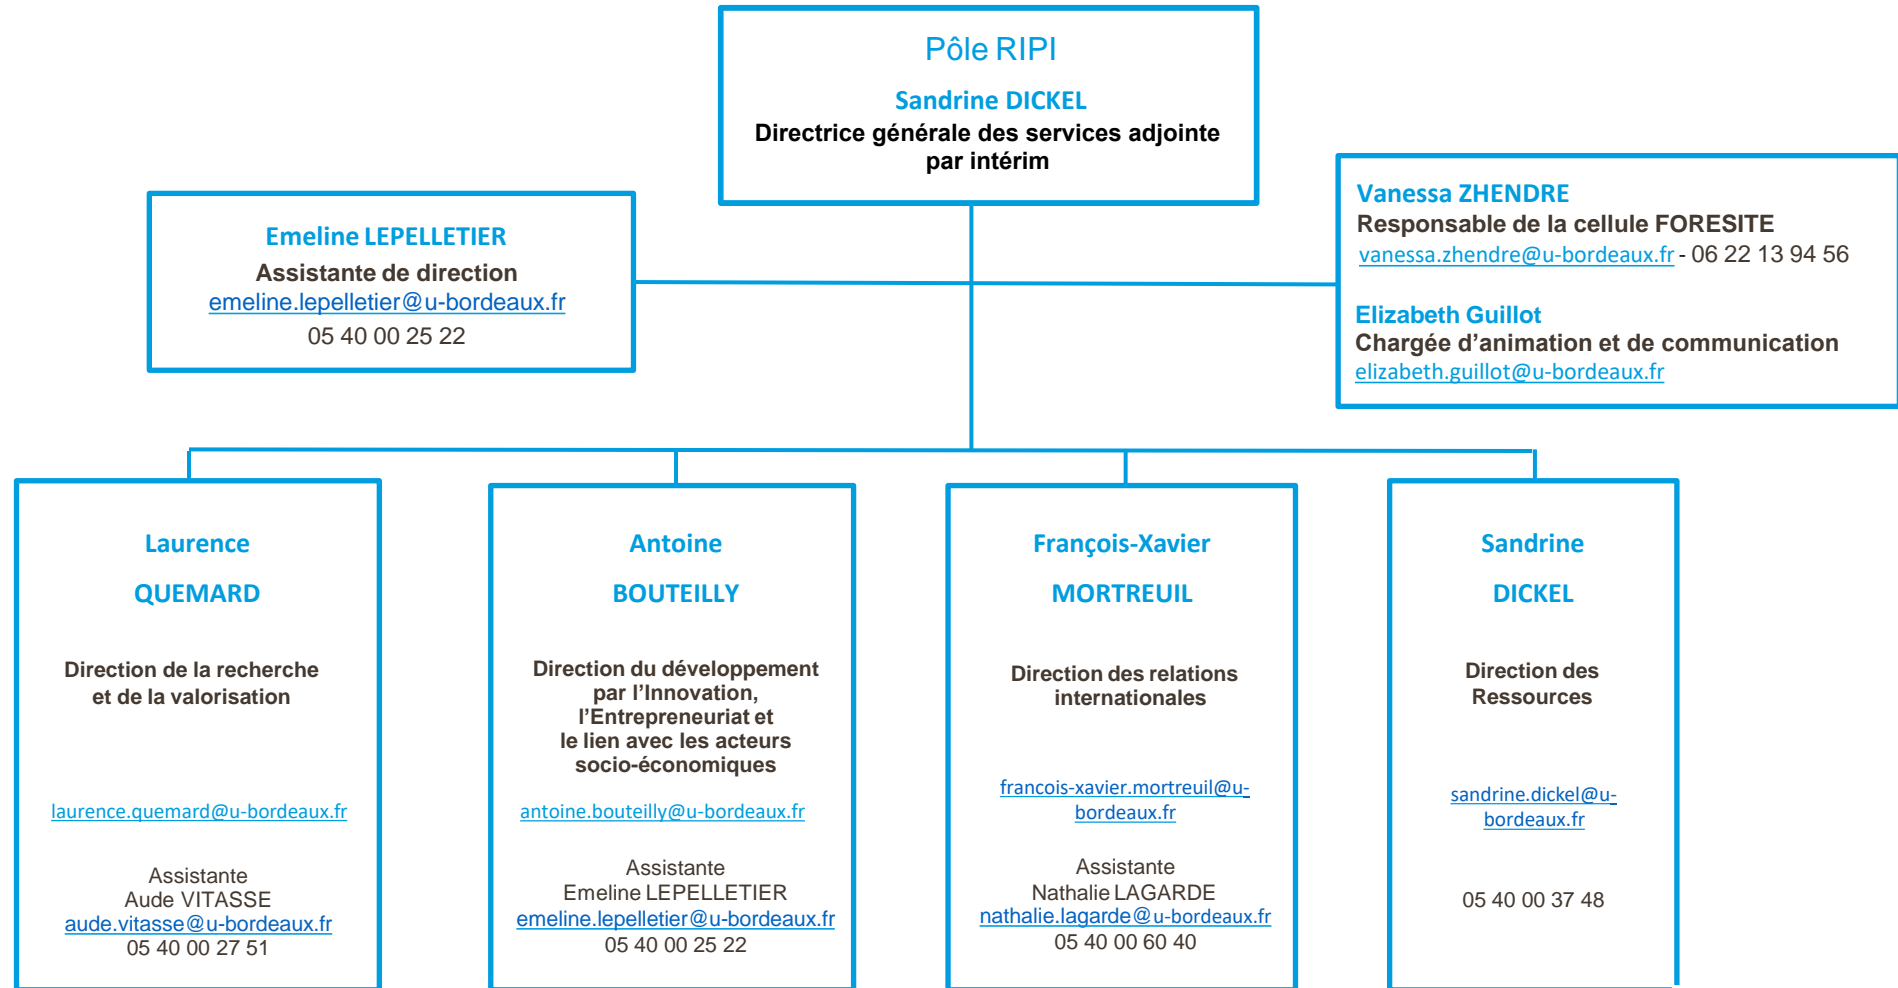 Pôle RIPI
Sandrine DICKEL
Directrice générale des services adjointe
par intérim
Emeline LEPELLETIER
Assistante de direction
emeline.lepelletier@u-bordeaux.fr
05 40 00 25 22
Vanessa ZHENDRE
Responsable de la cellule FORESITE
vanessa.zhendre@u-bordeaux.fr - 06 22 13 94 56
Elizabeth Guillot
Chargée d’animation et de communication
elizabeth.guillot@u-bordeaux.fr
Laurence
QUEMARD
Direction de la recherche
et de la valorisation
laurence.quemard@u-bordeaux.fr
Assistante
Aude VITASSE
aude.vitasse@u-bordeaux.fr
05 40 00 27 51
Antoine
BOUTEILLY
Direction du développement
par l’Innovation,
l’Entrepreneuriat et
le lien avec les acteurs
socio-économiques
antoine.bouteilly@u-bordeaux.fr
Assistante
Emeline LEPELLETIER
emeline.lepelletier@u-bordeaux.fr
05 40 00 25 22
François-Xavier
MORTREUIL
Direction des relations
internationales
francois-xavier.mortreuil@u-
bordeaux.fr
Assistante
Nathalie LAGARDE
nathalie.lagarde@u-bordeaux.fr
05 40 00 60 40
Sandrine
DICKEL
Direction des
Ressources
sandrine.dickel@u-
bordeaux.fr
05 40 00 37 48